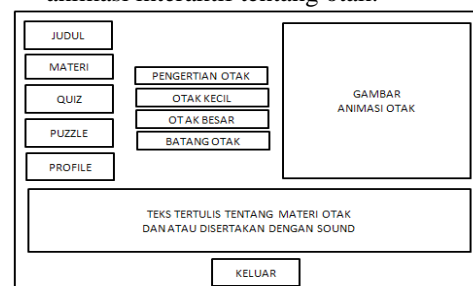 animasi interaktif tentang otak.
JUDUL
MATERI
QUIZ
PUZZLE
PROFILE
PENGERTIAN OTAK
OTAK KECIL
OTAK BESAR
BATANG OTAK
GAMBAR
ANIMASI OTAK
TEKS TERTULIS TENTANG MATERI OTAK
DAN ATAU DISERTAKAN DENGAN SOUND
KELUAR